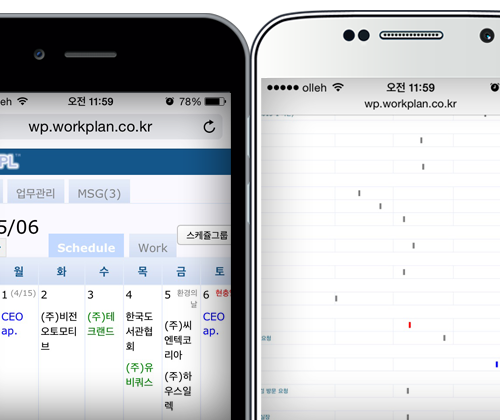 eh 오전 11:59 78%
wp.workplan.co.kr
PL
업무관리 MSG(3)
5/06
스케줄그룹
Schedule Work
월 화 수 목 금 토
1 (4/15) 2 3 4 5 환경의날 6 현충일
CEO ap.
(주)비전오토모티브
(주)테크랜드
한국도서관협회
(주)유비쿼스
(주)씨엔텍코리아
(주)하우스일렉
CEO ap.
olleh 오전 11:59
wp.workplan.co.kr
요청
방문 요청